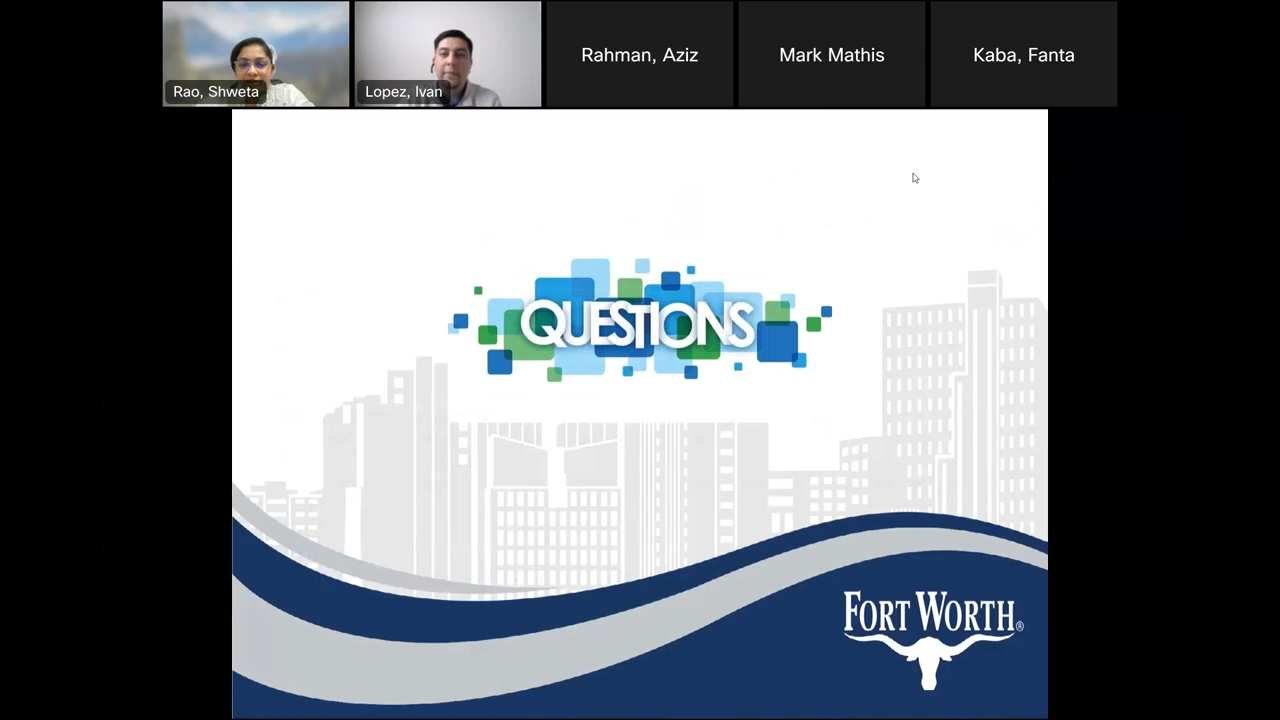 Rao, Shweta
Lopez, Ivan
Rahman, Aziz
Mark Mathis
Kaba, Fanta
QUESTIONS
FORT WORTH®